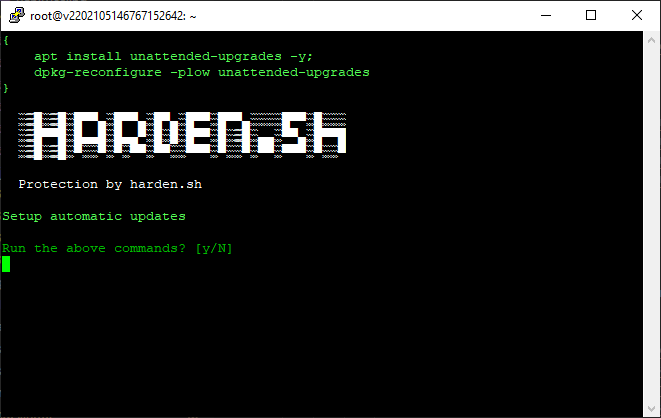 root@v2202105146767152642: ~
{
    apt install unattended-upgrades -y;
    dpkg-reconfigure -plow unattended-upgrades
}
HARDEN.Sh
Protection by harden.sh
Setup automatic updates
Run the above commands? [y/N]